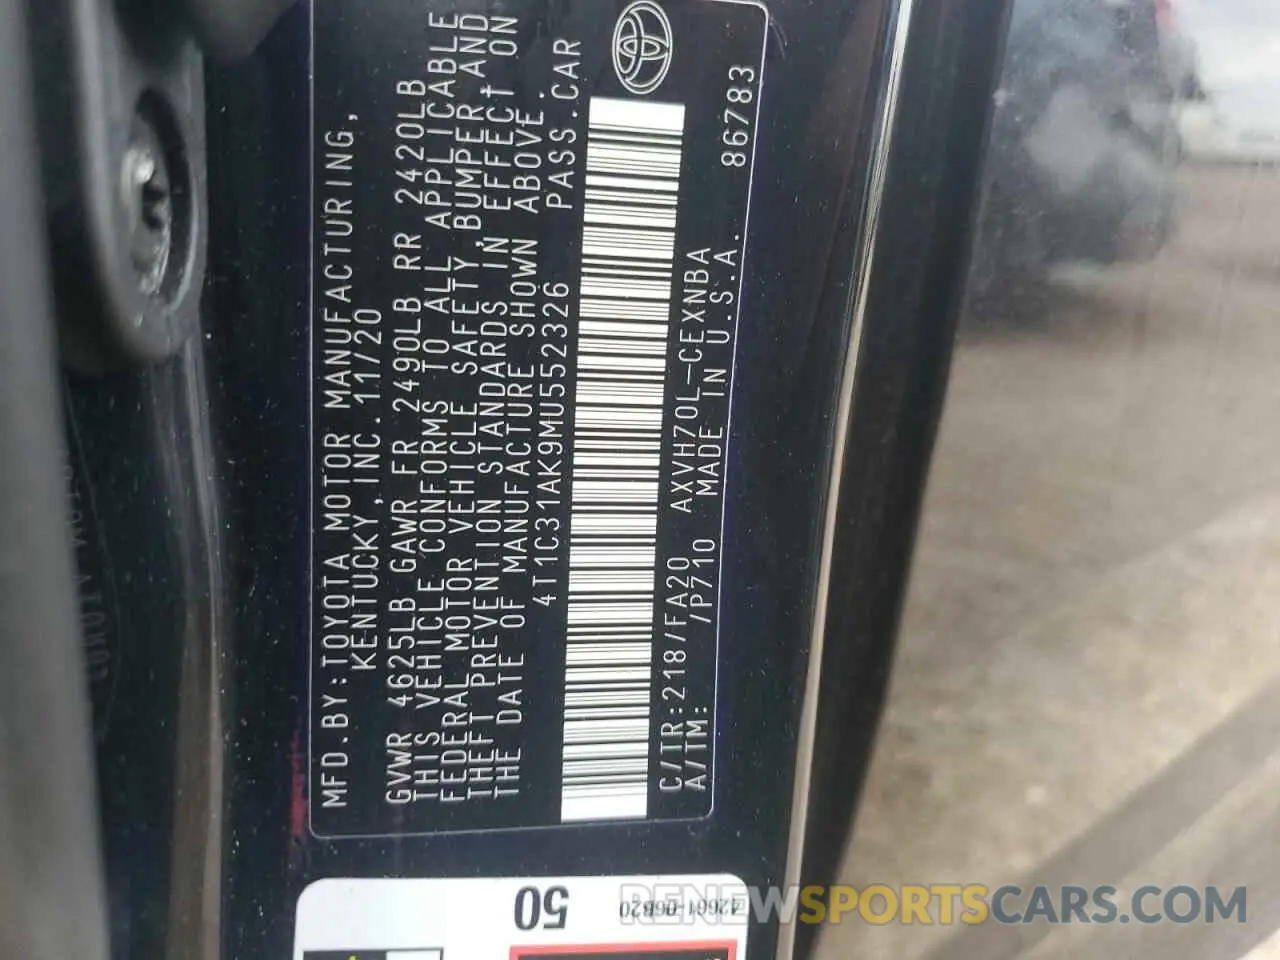 MFD.BY:TOYOTA MOTOR MANUFACTURING,
KENTUCKY,INC. 11/20
GVWR 4625LB GAWR FR 2490LB RR 2420LB
THIS VEHICLE CONFORMS TO ALL APPLICABLE
FEDERAL MOTOR VEHICLE SAFETY,BUMPER,AND
THEFT PREVENTION STANDARDS IN EFFECT ON
THE DATE OF MANUFACTURE SHOWN ABOVE.
4T1C31AK9MU552326 PASS.CAR
C/TR:218/FA20 AXVH70L-CEXNBA
A/TM: /P710 MADE IN U.S.A. 86783
50
42661-06B20
RENEWSPORTSCARS.COM